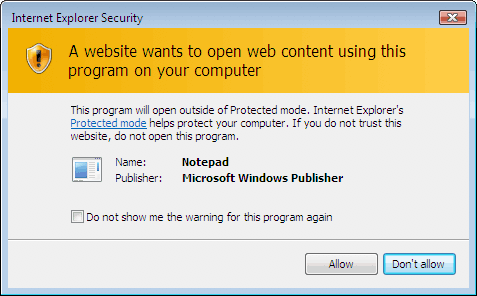 Internet Explorer Security
A website wants to open web content using this
program on your computer
This program will open outside of Protected mode. Internet Explorer's
Protected mode helps protect your computer. If you do not trust this
website, do not open this program.
Name: Notepad
Publisher: Microsoft Windows Publisher
Do not show me the warning for this program again
Allow Don't allow